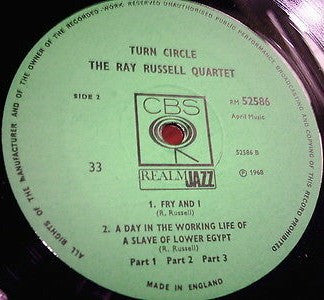 TURN CIRCLE
THE RAY RUSSELL QUARTET
SIDE 2
RM 52586
April Music
CBS
33
52586 B
REALM JAZZ
℗ 1968
1. FRY AND I
(R. Russell)
2. A DAY IN THE WORKING LIFE OF
A SLAVE OF LOWER EGYPT
(R. Russell)
Part 1 Part 2 Part 3
MADE IN ENGLAND
ALL RIGHTS OF THE MANUFACTURER AND OF THE OWNER OF THE RECORDED WORK RESERVED UNAUTHORISED PUBLIC PERFORMANCE BROADCASTING AND COPYING OF THIS RECORD PROHIBITED